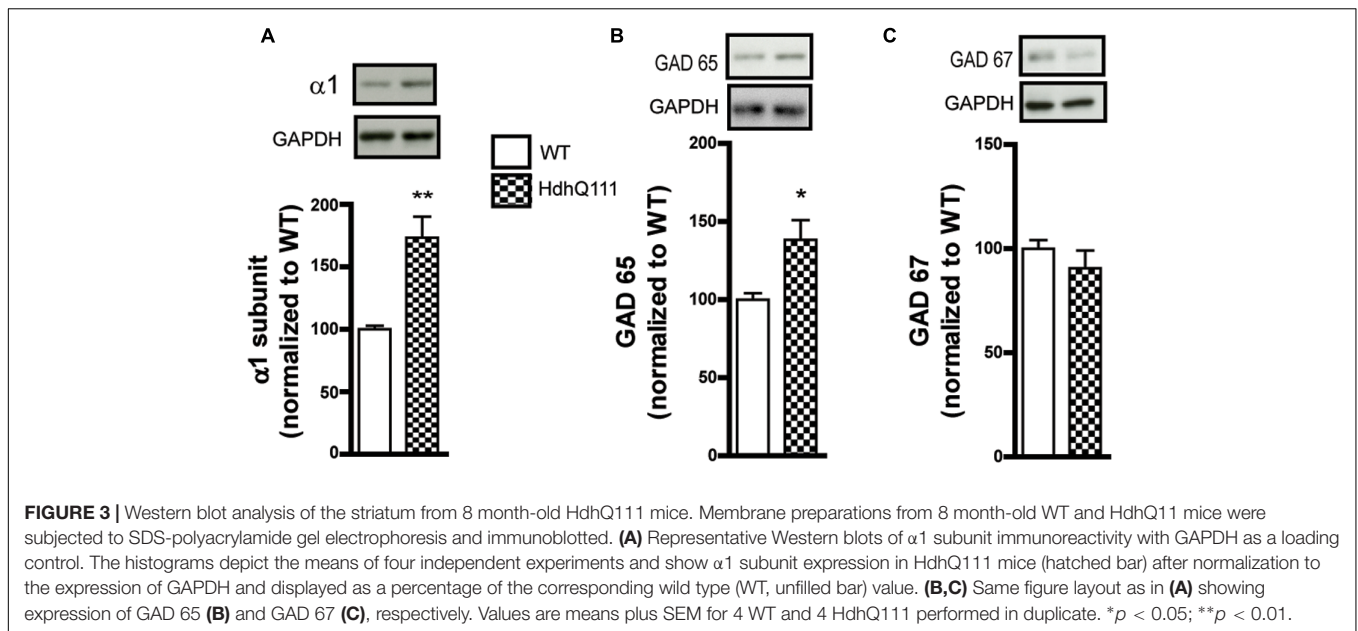 A
α1
GAPDH
WT
HdhQ111
α1 subunit
(normalized to WT)
200
150
100
50
0
**
B
GAD 65
GAPDH
GAD 65
(normalized to WT)
200
150
100
50
0
*
C
GAD 67
GAPDH
GAD 67
(normalized to WT)
150
100
50
0
FIGURE 3 | Western blot analysis of the striatum from 8 month-old HdhQ111 mice. Membrane preparations from 8 month-old WT and HdhQ11 mice were
subjected to SDS-polyacrylamide gel electrophoresis and immunoblotted. (A) Representative Western blots of α1 subunit immunoreactivity with GAPDH as a loading
control. The histograms depict the means of four independent experiments and show α1 subunit expression in HdhQ111 mice (hatched bar) after normalization to
the expression of GAPDH and displayed as a percentage of the corresponding wild type (WT, unfilled bar) value. (B,C) Same figure layout as in (A) showing
expression of GAD 65 (B) and GAD 67 (C), respectively. Values are means plus SEM for 4 WT and 4 HdhQ111 performed in duplicate. *p < 0.05; **p < 0.01.